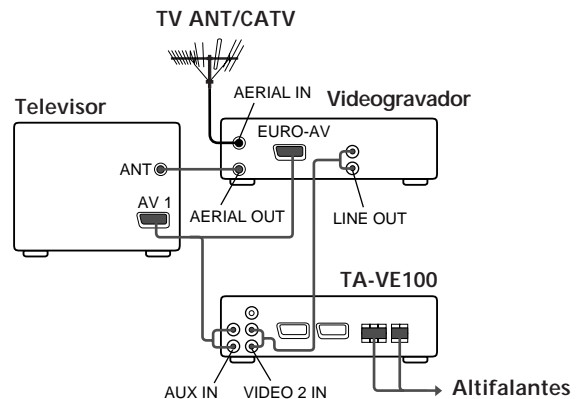 TV ANT/CATV
AERIAL IN
Televisor
Videogravador
EURO-AV
ANT
AV 1
AERIAL OUT
LINE OUT
TA-VE100
AUX IN
VIDEO 2 IN
Altifalantes